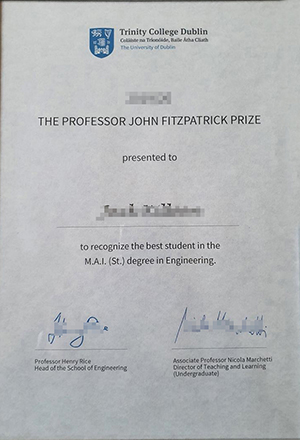 Trinity College Dublin
Coláiste na Tríonóide, Baile Átha Cliath
The University of Dublin
THE PROFESSOR JOHN FITZPATRICK PRIZE
presented to
to recognize the best student in the
M.A.I. (St.) degree in Engineering.
Professor Henry Rice
Head of the School of Engineering
Associate Professor Nicola Marchetti
Director of Teaching and Learning
(Undergraduate)